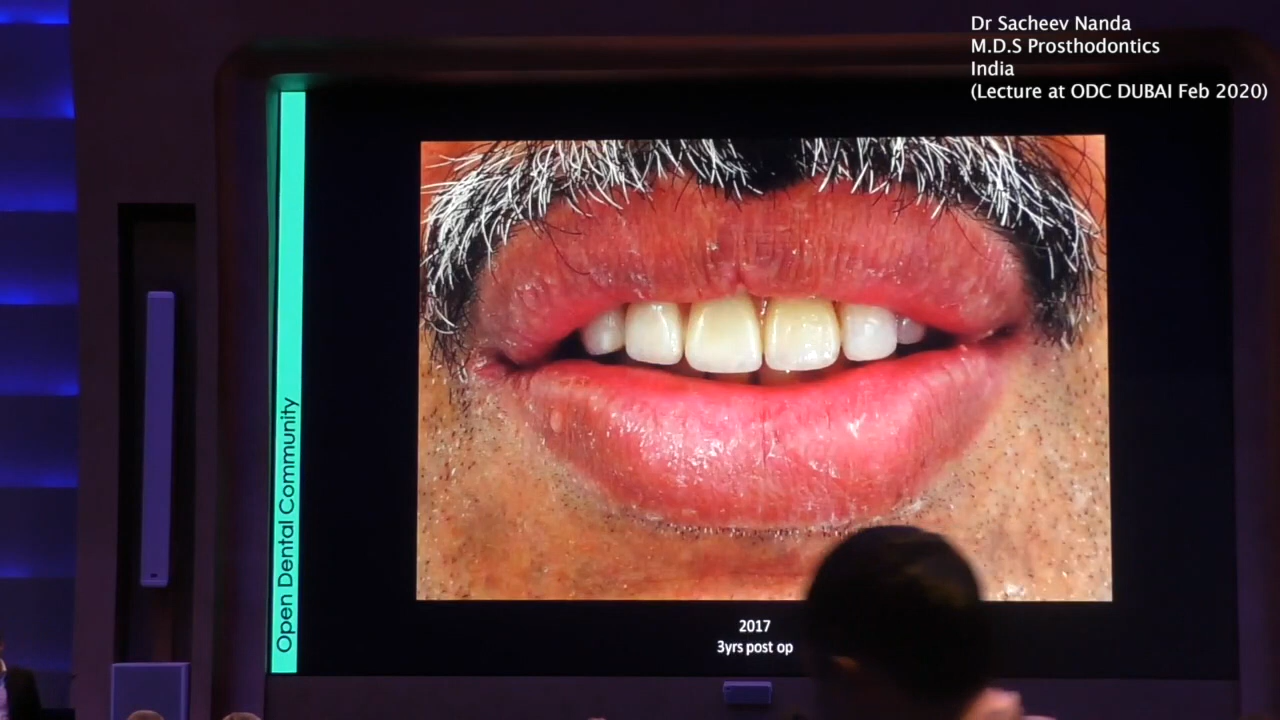 Dr Sacheev Nanda
M.D.S Prosthodontics
India
(Lecture at ODC DUBAI Feb 2020)
Open Dental Community
2017
3yrs post op